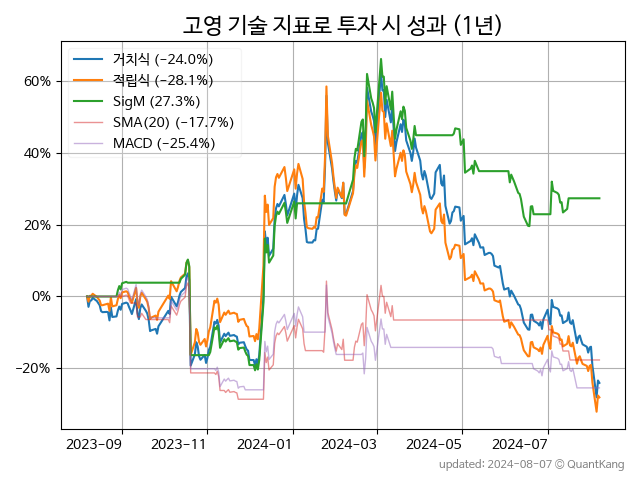 고영 기술 지표로 투자 시 성과 (1년)
거치식 (−24.0%)
적립식 (−28.1%)
SigM (27.3%)
SMA(20) (−17.7%)
MACD (−25.4%)
60%
40%
20%
0%
−20%
2023-09
2023-11
2024-01
2024-03
2024-05
2024-07
updated: 2024-08-07 © QuantKang